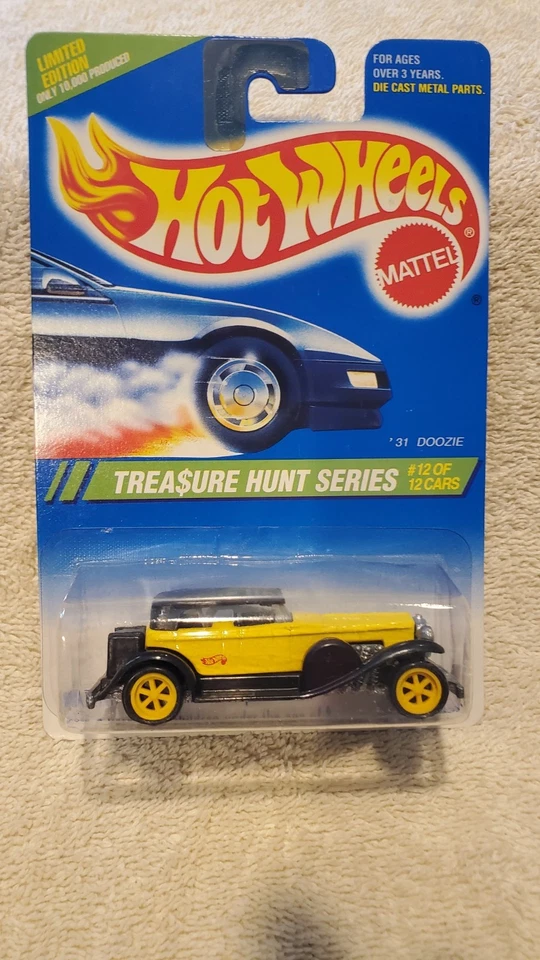 LIMITED
EDITION
ONLY 10,000 PRODUCED
FOR AGES
OVER 3 YEARS.
DIE CAST METAL PARTS.
HOT WHEELS ®
MATTEL
®
'31 DOOZIE
TREA$URE HUNT SERIES
#12 OF
12 CARS